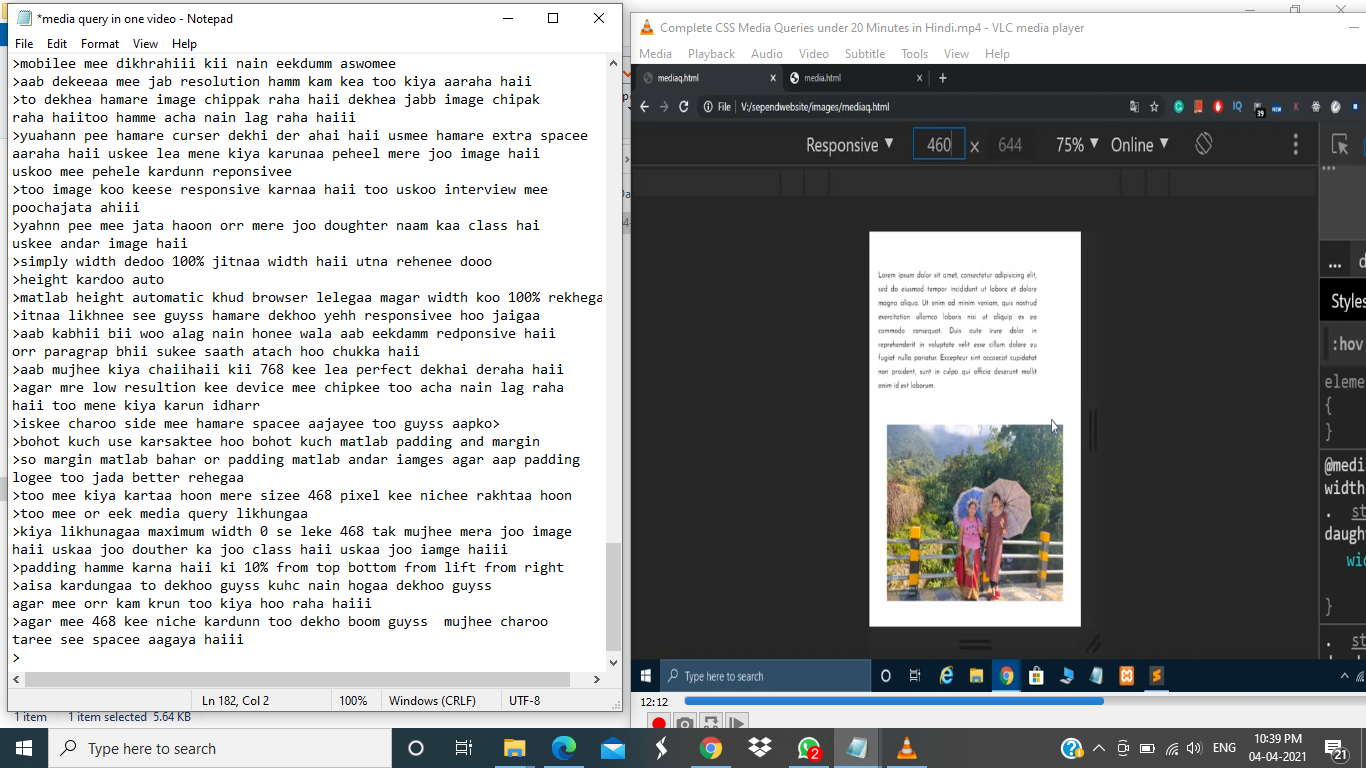 *media query in one video - Notepad
File Edit Format View Help
>mobilee mee dikhrahiii kii nain eekdumm aswomee
>aab dekeeaa mee jab resolution hamm kam kea too kiya aaraha haii
>to dekhea hamare image chippak raha haii dekhea jabb image chipak
raha haiitoo hamme acha nain lag raha haiii
>yuahann pee hamare curser dekhi der ahai haii usmee hamare extra spacee
aaraha haii uskee lea mene kiya karunaa peheel mere joo image haii
uskoo mee pehele kardunn reponsivee
>too image koo keese responsive karnaa haii too uskoo interview mee
poochajata ahiii
>yahnn pee mee jata haoon orr mere joo doughter naam kaa class hai
uskee andar image haii
>simply width dedoo 100% jitnaa width haii utna rehenee dooo
>height kardoo auto
>matlab height automatic khud browser lelegaa magar width koo 100% rekhega
>itnaa likhnee see guyss hamare dekhoo yehh responsivee hoo jaigaa
>aab kabhii bii woo alag nain honee wala aab eekdamm redponsive haii
orr paragrap bhii sukee saath atach hoo chukka haii
>aab mujhee kiya chaiihaii kii 768 kee lea perfect dekhai deraha haii
>agar mre low resultion kee device mee chipkee too acha nain lag raha
haii too mene kiya karun idharr
>iskee charoo side mee hamare spacee aajayee too guyss aapko>
>bohot kuch use karsaktee hoo bohot kuch matlab padding and margin
>so margin matlab bahar or padding matlab andar iamges agar aap padding
logee too jada better rehegaa
>too mee kiya kartaa hoon mere sizee 468 pixel kee nichee rakhtaa hoon
>too mee or eek media query likhungaa
>kiya likhunagaa maximum width 0 se leke 468 tak mujhee mera joo image
haii uskaa joo douther ka joo class haii uskaa joo iamge haiii
>padding hamme karna haii ki 10% from top bottom from lift from right
>aisa kardungaa to dekhoo guyss kuhc nain hogaa dekhoo guyss
agar mee orr kam krun too kiya hoo raha haiii
>agar mee 468 kee niche kardunn too dekho boom guyss  mujhee charoo
taree see spacee aagaya haiii
>
Ln 182, Col 2 100% Windows (CRLF) UTF-8
1 item 1 item selected 5.64 KB
Complete CSS Media Queries under 20 Minutes in Hindi.mp4 - VLC media player
Media Playback Audio Video Subtitle Tools View Help
mediaq.html media.html
File V:/sependwebsite/images/mediaq.html
Responsive 460 x 644 75% Online
Lorem ipsum dolor sit amet, consectetur adipisicing elit,
sed do eiusmod tempor incididunt ut labore et dolore
magna aliqua. Ut enim ad minim veniam, quis nostrud
exercitation ullamco laboris nisi ut aliquip ex ea
commodo consequat. Duis aute irure dolor in
reprehenderit in voluptate velit esse cillum dolore eu
fugiat nulla pariatur. Excepteur sint occaecat cupidatat
non proident, sunt in culpa qui officia deserunt mollit
anim id est laborum.
...
Styles
:hov
eleme
{
}
@media
width
.
daugh
wid
}
.
Type here to search
12:12
Type here to search
2
ENG
10:39 PM
04-04-2021
21